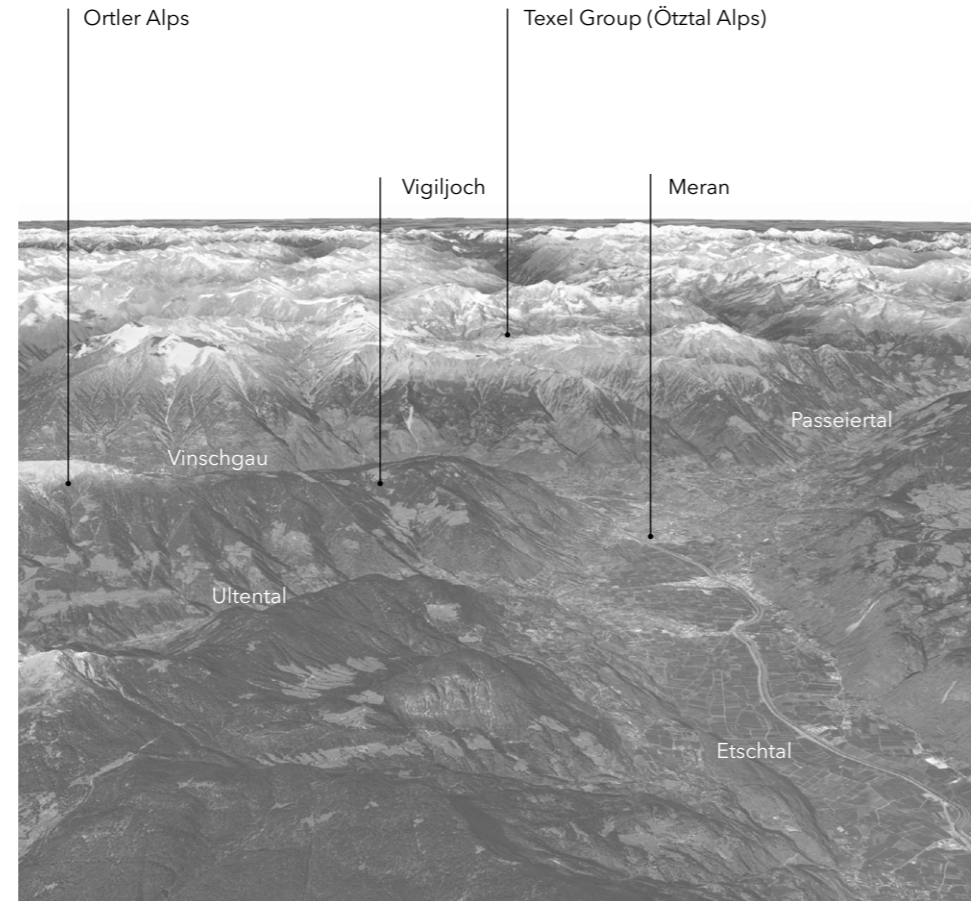 Ortler Alps
Texel Group (Ötztal Alps)
Vigiljoch
Meran
Passeiertal
Vinschgau
Ultental
Etschtal